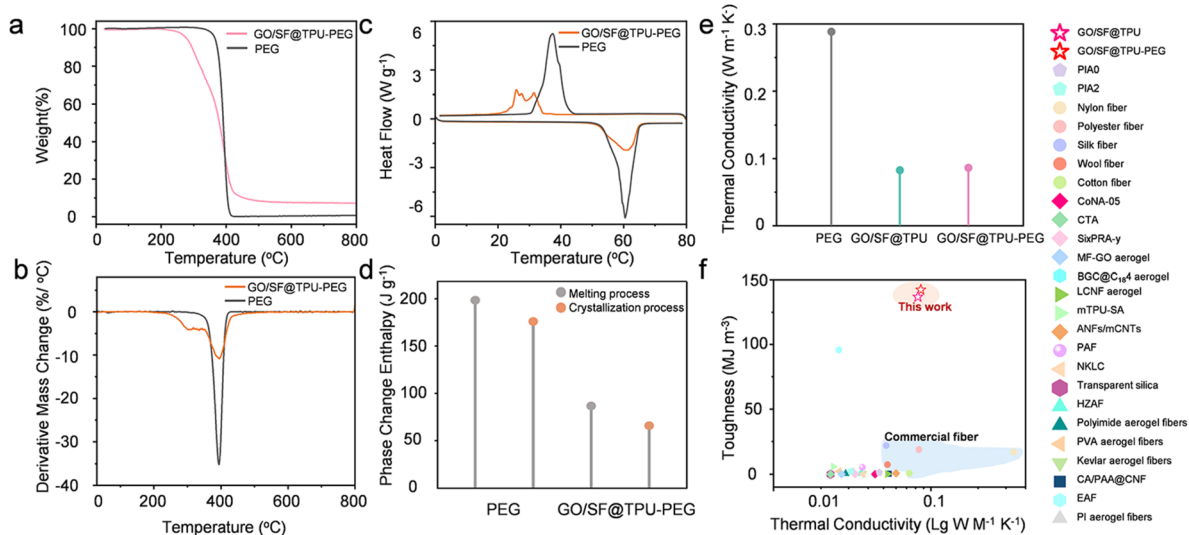 a
100
80
60
40
20
0
Weight(%)
GO/SF@TPU-PEG
PEG
0
200
400
600
800
Temperature (ºC)
b
10
0
-10
-20
-30
-40
Derivative Mass Change (%/ ºC)
GO/SF@TPU-PEG
PEG
0
200
400
600
800
Temperature (ºC)
c
6
3
0
-3
-6
Heat Flow (W g-1)
GO/SF@TPU-PEG
PEG
0
20
40
60
80
Temperature (ºC)
d
200
150
100
50
0
Phase Change Enthalpy (J g-1)
Melting process
Crystallization process
PEG
GO/SF@TPU-PEG
e
0.3
0.2
0.1
0
Thermal Conductivity (W m-1 K-)
PEG
GO/SF@TPU
GO/SF@TPU-PEG
f
150
100
50
25
0
Toughness (MJ m-3)
This work
Commercial fiber
0.01
0.1
Thermal Conductivity (Lg W M-1 K-1)
GO/SF@TPU
GO/SF@TPU-PEG
PIA0
PIA2
Nylon fiber
Polyester fiber
Silk fiber
Wool fiber
Cotton fiber
CoNA-05
CTA
SixPRA-y
MF-GO aerogel
BGC@C184 aerogel
LCNF aerogel
mTPU-SA
ANFs/mCNTs
PAF
NKLC
Transparent silica
HZAF
Polyimide aerogel fibers
PVA aerogel fibers
Kevlar aerogel fibers
CA/PAA@CNF
EAF
PI aerogel fibers